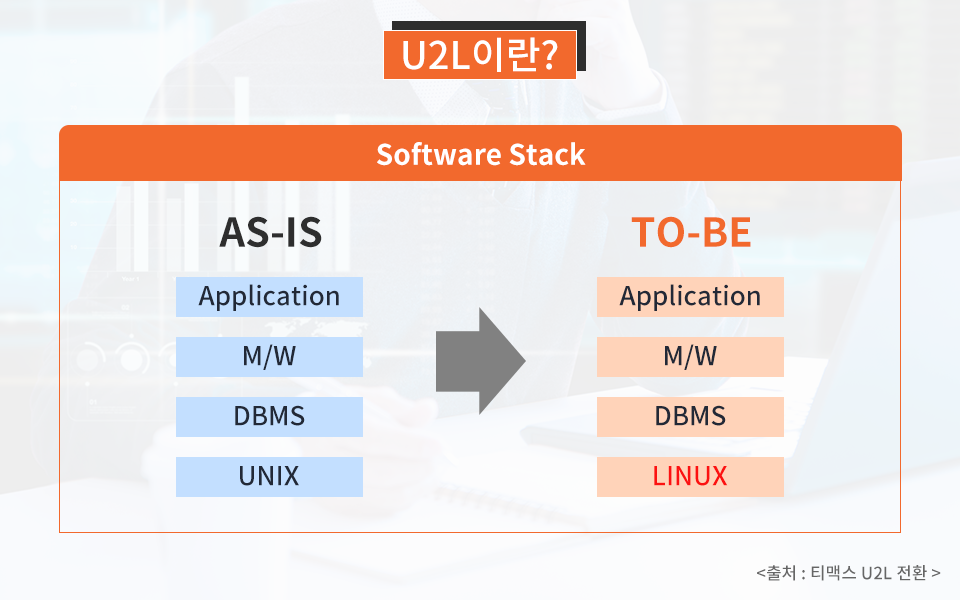 U2L이란?
Software Stack
AS-IS
Application
M/W
DBMS
UNIX
TO-BE
Application
M/W
DBMS
LINUX
<출처 : 티맥스 U2L 전환 >